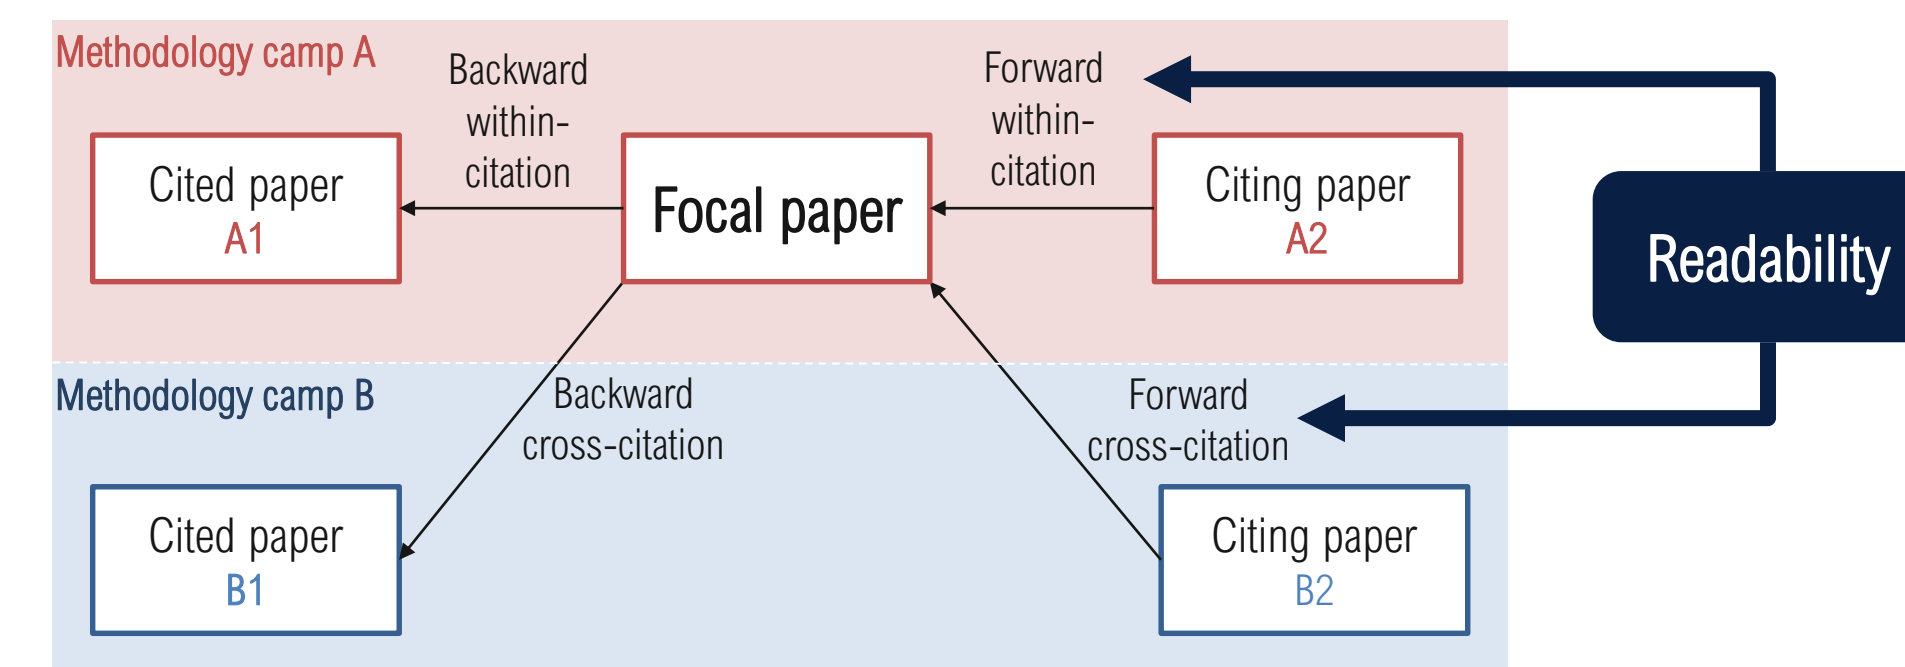 Methodology camp A
Backward
within-
citation
Forward
within-
citation
Cited paper
A1
Focal paper
Citing paper
A2
Readability
Methodology camp B
Backward
cross-citation
Forward
cross-citation
Cited paper
B1
Citing paper
B2